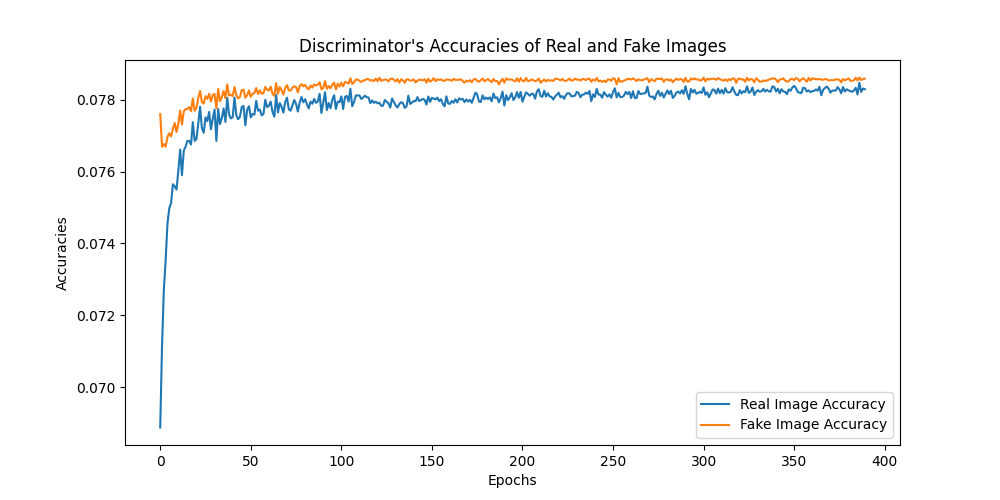 Discriminator's Accuracies of Real and Fake Images
Accuracies
0.078
0.076
0.074
0.072
0.070
0 50 100 150 200 250 300 350 400
Epochs
Real Image Accuracy
Fake Image Accuracy